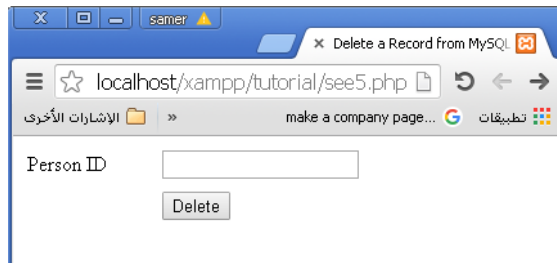 samer
Delete a Record from MySQL
localhost/xampp/tutorial/see5.php
الإشارات الأخرى
»
make a company page...
G
تطبيقات
Person ID
Delete